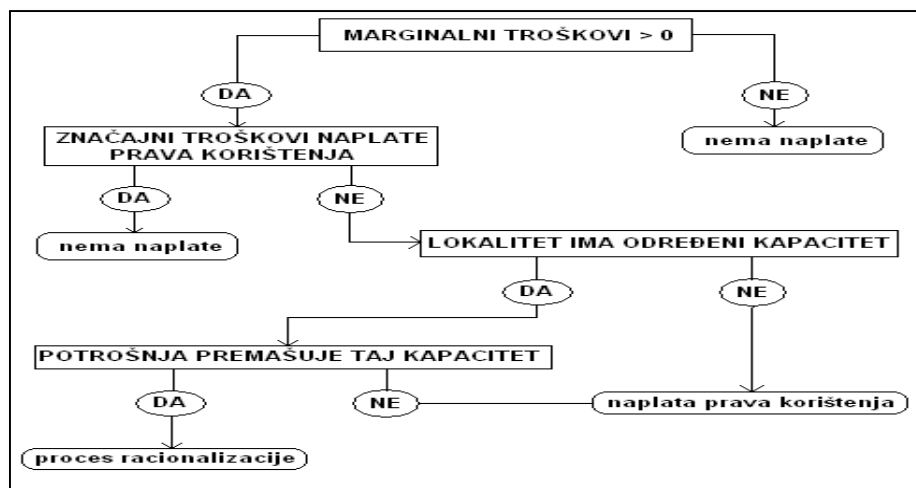 MARGINALNI TROŠKOVI > 0
DA
NE
ZNAČAJNI TROŠKOVI NAPLATE
PRAVA KORIŠTENJA
nema naplate
DA
NE
nema naplate
LOKALITET IMA ODREĐENI KAPACITET
DA
NE
POTROŠNJA PREMAŠUJE TAJ KAPACITET
DA
NE
naplata prava korištenja
proces racionalizacije